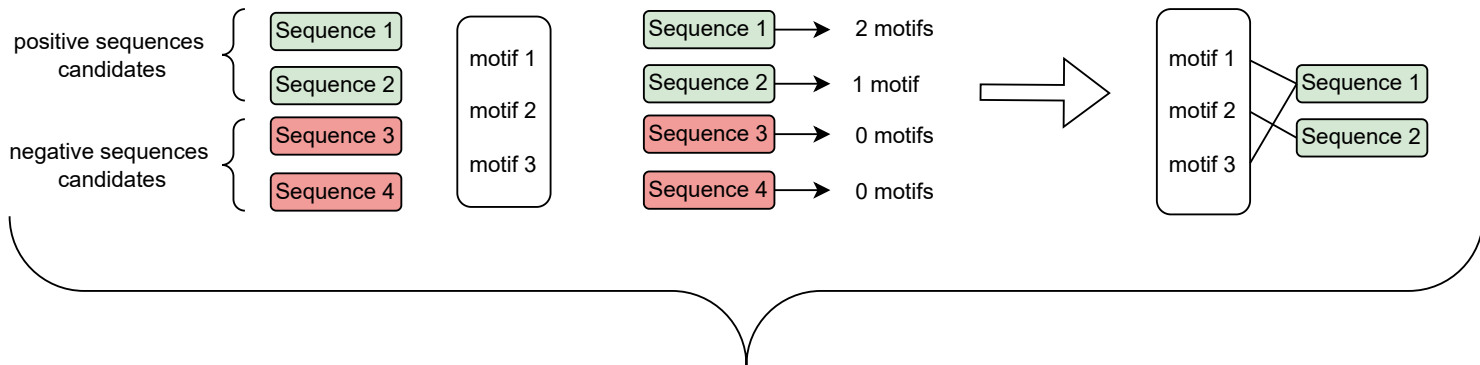 positive sequences
candidates
negative sequences
candidates
Sequence 1
Sequence 2
Sequence 3
Sequence 4
motif 1
motif 2
motif 3
Sequence 1
2 motifs
Sequence 2
1 motif
Sequence 3
0 motifs
Sequence 4
0 motifs
motif 1
motif 2
motif 3
Sequence 1
Sequence 2